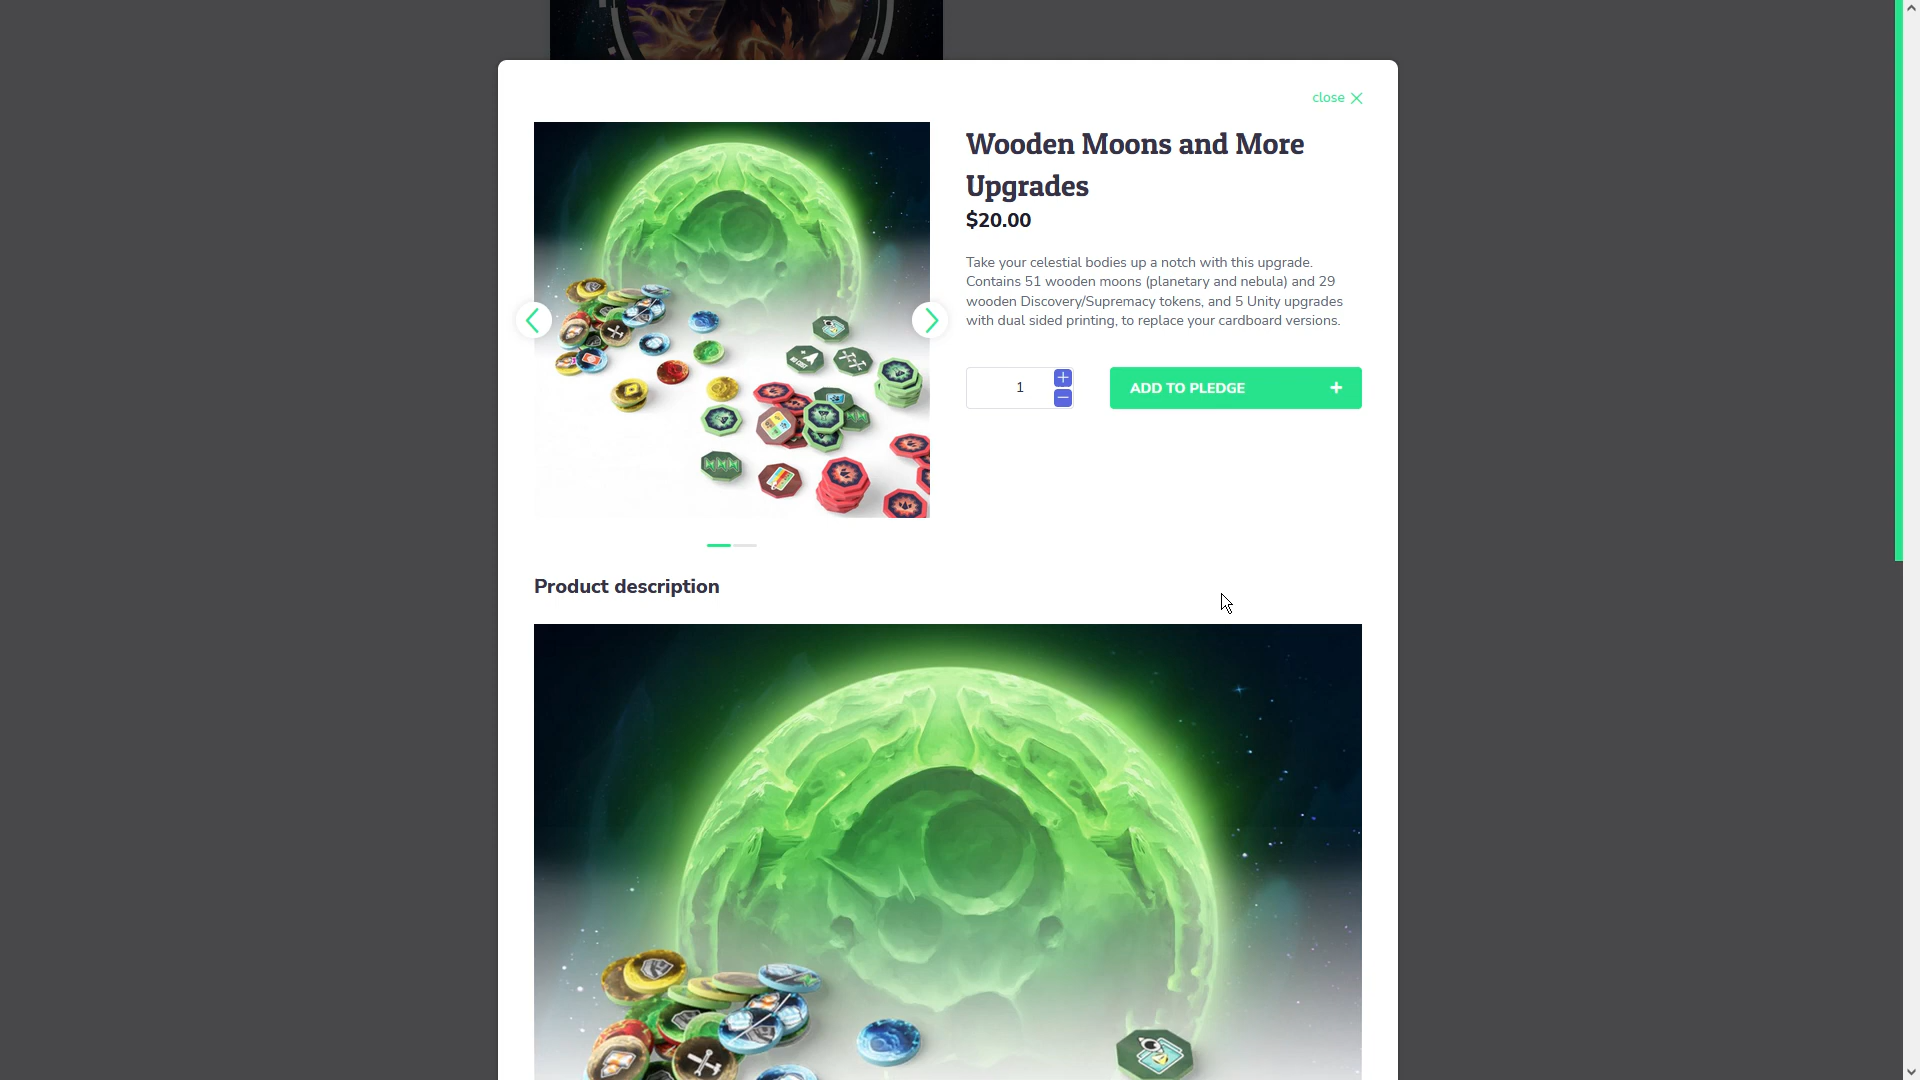 close
Wooden Moons and More
Upgrades
$20.00
Take your celestial bodies up a notch with this upgrade.
Contains 51 wooden moons (planetary and nebula) and 29
wooden Discovery/Supremacy tokens, and 5 Unity upgrades
with dual sided printing, to replace your cardboard versions.
1
ADD TO PLEDGE
Product description